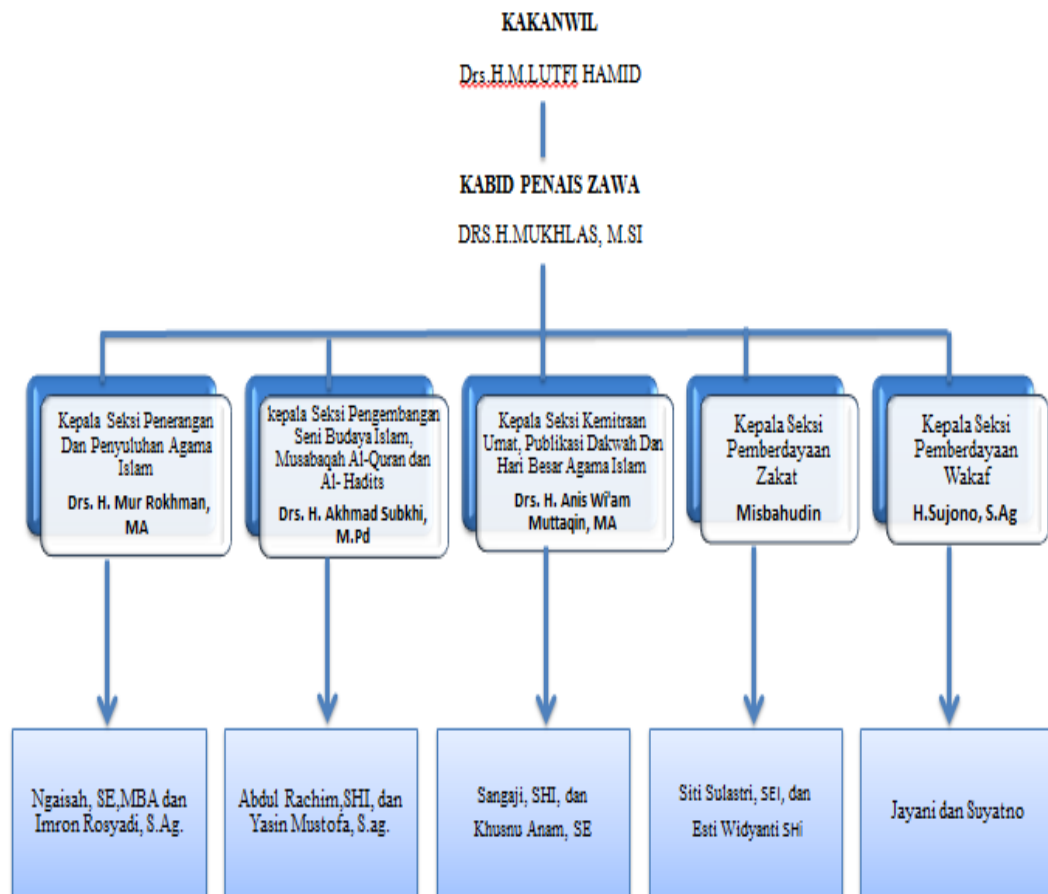 KAKANWIL
Drs.H.M.LUTFI HAMID
KABID PENAIS ZAWA
DRS.H.MUKHLAS, M.SI
Kepala Seksi Penerangan
Dan Penyuluhan Agama
Islam
Drs. H. Mur Rokhman,
MA
kepala Seksi Pengembangan
Seni Budaya Islam,
Musabaqah Al-Quran dan
Al- Hadits
Drs. H. Akhmad Subkhi,
M.Pd
Kepala Seksi Kemitraan
Umat, Publikasi Dakwah Dan
Hari Besar Agama Islam
Drs. H. Anis Wi'am
Muttaqin, MA
Kepala Seksi
Pemberdayaan
Zakat
Misbahudin
Kepala Seksi
Pemberdayaan
Wakaf
H.Sujono, S.Ag
Ngaisah, SE,MBA dan
Imron Rosyadi, S.Ag.
Abdul Rachim,SHI, dan
Yasin Mustofa, S.ag.
Sangaji, SHI, dan
Khusnu Anam, SE
Siti Sulastri, SEI, dan
Esti Widyanti SHi
Jayani dan Suyatno